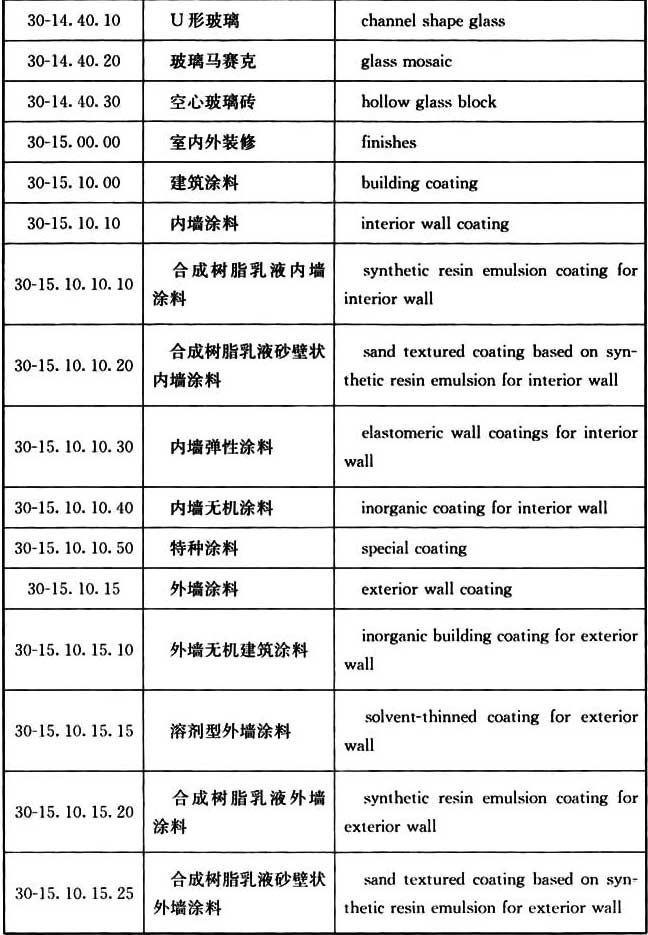 30-14.40.10 U形玻璃 channel shape glass
30-14.40.20 玻璃马赛克 glass mosaic
30-14.40.30 空心玻璃砖 hollow glass block
30-15.00.00 室内外装修 finishes
30-15.10.00 建筑涂料 building coating
30-15.10.10 内墙涂料 interior wall coating
30-15.10.10.10
合成树脂乳液内墙
涂料
synthetic resin emulsion coating for
interior wall
30-15.10.10.20
合成树脂乳液砂壁状
内墙涂料
sand textured coating based on syn-
thetic resin emulsion for interior wall
30-15.10.10.30
内墙弹性涂料
elastomeric wall coatings for interior
wall
30-15.10.10.40 内墙无机涂料 inorganic coating for interior wall
30-15.10.10.50 特种涂料 special coating
30-15.10.15 外墙涂料 exterior wall coating
30-15.10.15.10
外墙无机建筑涂料
inorganic building coating for exterior
wall
30-15.10.15.15
溶剂型外墙涂料
solvent-thinned coating for exterior
wall
30-15.10.15.20
合成树脂乳液外墙
涂料
synthetic resin emulsion coating for
exterior wall
30-15.10.15.25
合成树脂乳液砂壁状
外墙涂料
sand textured coating based on syn-
thetic resin emulsion for exterior wall